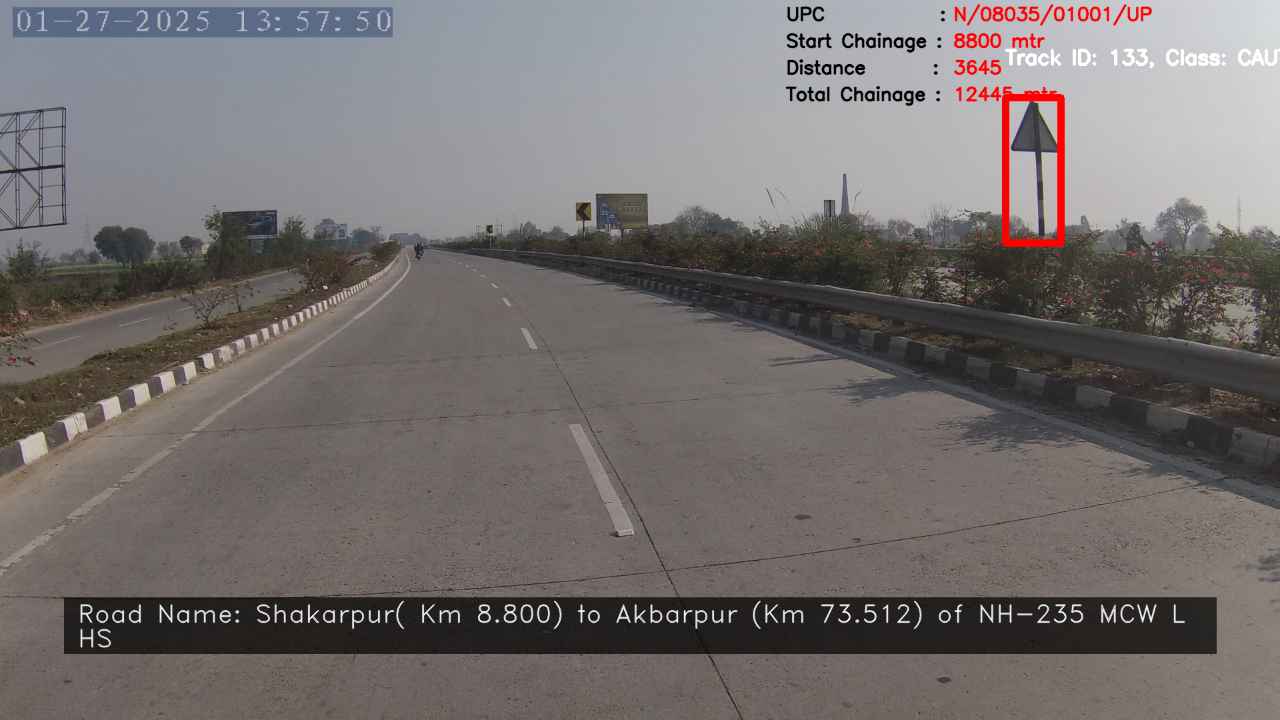 01-27-2025 13:57:50
UPC : N/08035/01001/UP
Start Chainage : 8800 mtr
Track ID: 133, Class: CAU
Distance : 3645
Total Chainage : 12445 mtr
Road Name: Shakarpur( Km 8.800) to Akbarpur (Km 73.512) of NH-235 MCW L
HS